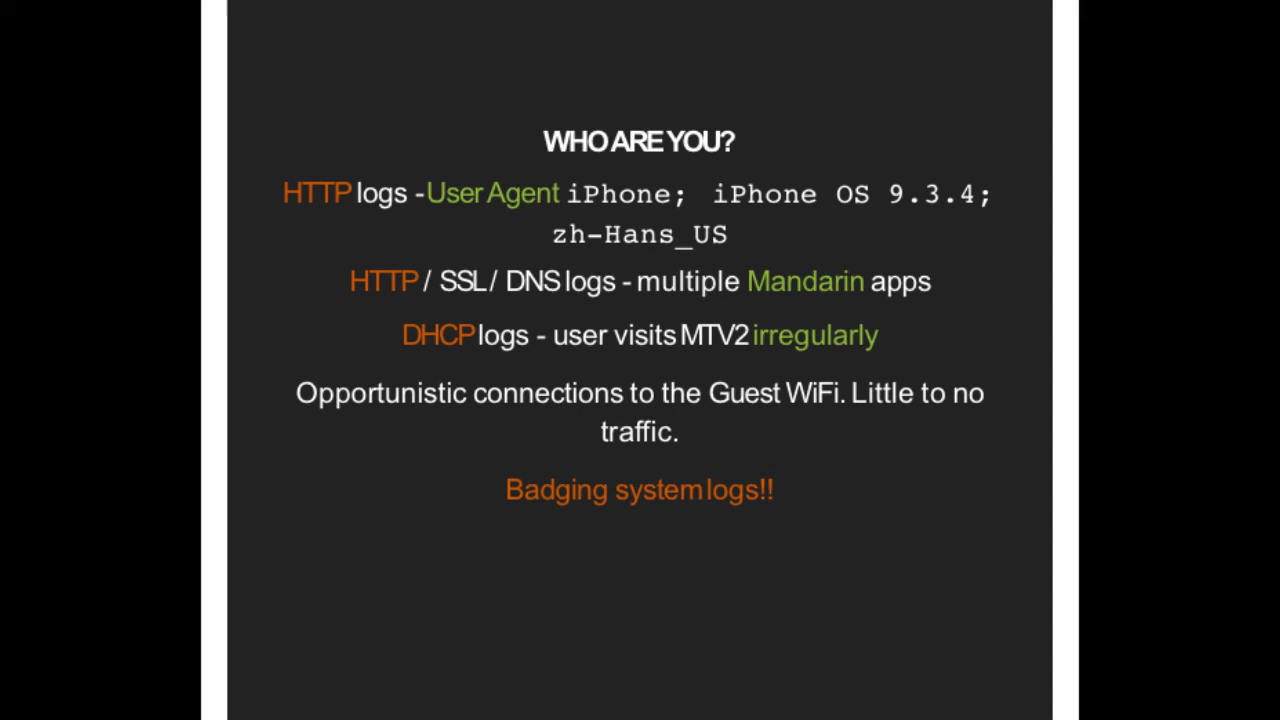 WHO ARE YOU?
HTTP logs - User Agent iPhone; iPhone OS 9.3.4;
zh-Hans_US
HTTP / SSL / DNS logs - multiple Mandarin apps
DHCP logs - user visits MTV2 irregularly
Opportunistic connections to the Guest WiFi. Little to no
traffic.
Badging system logs!!